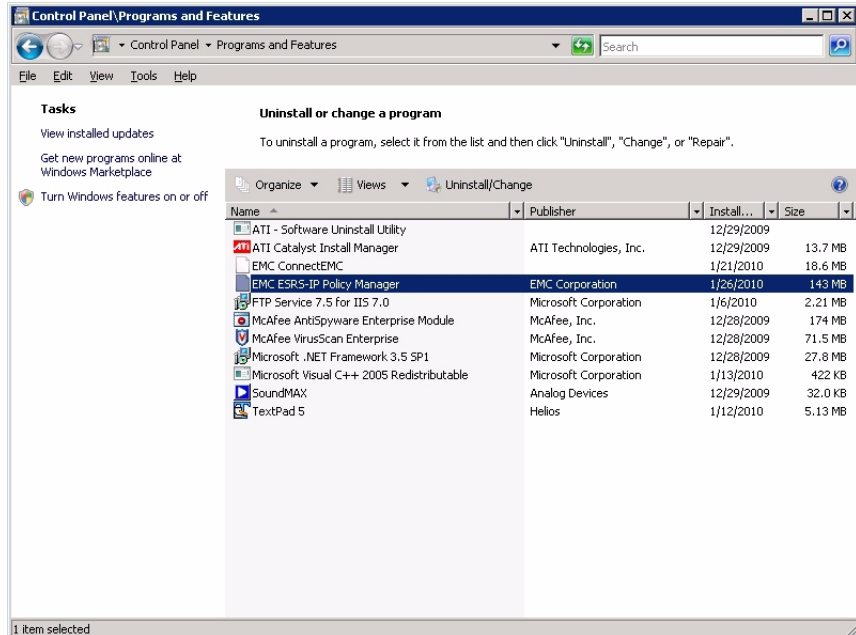 Control Panel\Programs and Features
Control Panel Programs and Features
Search
File Edit View Tools Help
Tasks
View installed updates
Get new programs online at
Windows Marketplace
Turn Windows features on or off
Uninstall or change a program
To uninstall a program, select it from the list and then click "Uninstall", "Change", or "Repair".
Organize Views Uninstall/Change
Name Publisher Install... Size
ATI - Software Uninstall Utility 12/29/2009
ATI ATI Catalyst Install Manager ATI Technologies, Inc. 12/29/2009 13.7 MB
EMC ConnectEMC 1/21/2010 18.6 MB
EMC ESRS-IP Policy Manager EMC Corporation 1/26/2010 143 MB
FTP Service 7.5 for IIS 7.0 Microsoft Corporation 1/6/2010 2.21 MB
McAfee AntiSpyware Enterprise Module McAfee, Inc. 12/28/2009 174 MB
McAfee VirusScan Enterprise McAfee, Inc. 12/28/2009 71.5 MB
Microsoft .NET Framework 3.5 SP1 Microsoft Corporation 12/28/2009 27.8 MB
Microsoft Visual C++ 2005 Redistributable Microsoft Corporation 1/13/2010 422 KB
SoundMAX Analog Devices 12/29/2009 32.0 KB
TextPad 5 Helios 1/12/2010 5.13 MB
1 item selected